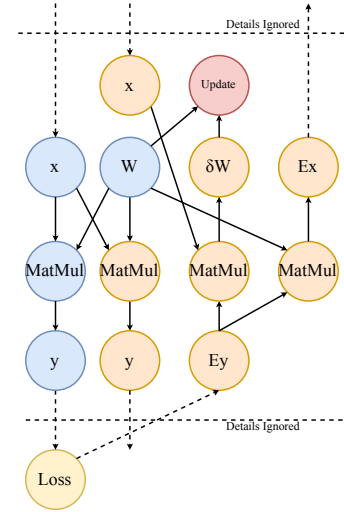 Details Ignored
x
Update
x
W
δW
Ex
MatMul
MatMul
MatMul
MatMul
y
y
Ey
Details Ignored
Loss